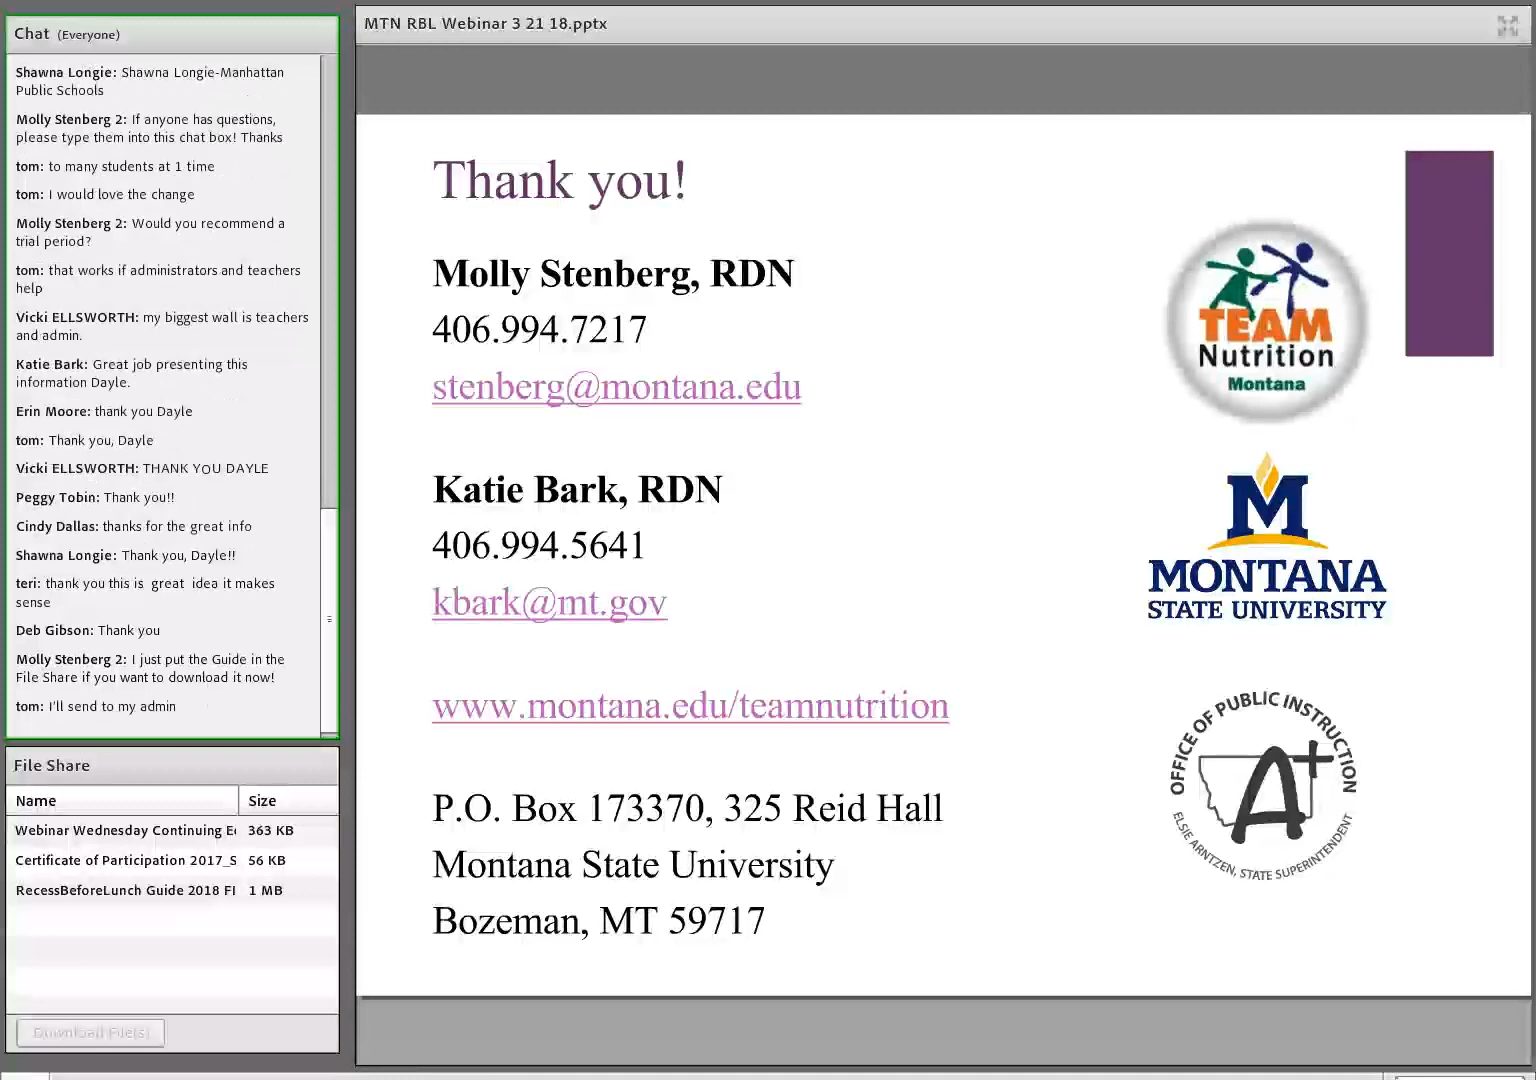 Chat (Everyone)
Shawna Longie: Shawna Longie-Manhattan
Public Schools
Molly Stenberg 2: If anyone has questions,
please type them into this chat box! Thanks
tom: to many students at 1 time
tom: I would love the change
Molly Stenberg 2: Would you recommend a
trial period?
tom: that works if administrators and teachers
help
Vicki ELLSWORTH: my biggest wall is teachers
and admin.
Katie Bark: Great job presenting this
information Dayle.
Erin Moore: thank you Dayle
tom: Thank you, Dayle
Vicki ELLSWORTH: THANK YOU DAYLE
Peggy Tobin: Thank you!!
Cindy Dallas: thanks for the great info
Shawna Longie: Thank you, Dayle!!
teri: thank you this is great idea it makes
sense
Deb Gibson: Thank you
Molly Stenberg 2: I just put the Guide in the
File Share if you want to download it now!
tom: I'll send to my admin
File Share
Name Size
Webinar Wednesday Continuing E 363 KB
Certificate of Participation 2017_S 56 KB
RecessBeforeLunch Guide 2018 FI 1 MB
Download File(s)
MTN RBL Webinar 3 21 18.pptx
Thank you!
Molly Stenberg, RDN
406.994.7217
stenberg@montana.edu
Katie Bark, RDN
406.994.5641
kbark@mt.gov
www.montana.edu/teamnutrition
P.O. Box 173370, 325 Reid Hall
Montana State University
Bozeman, MT 59717
TEAM
Nutrition
Montana
M
MONTANA
STATE UNIVERSITY
OFFICE OF PUBLIC INSTRUCTION
A+
ELSIE ARNTZEN, STATE SUPERINTENDENT